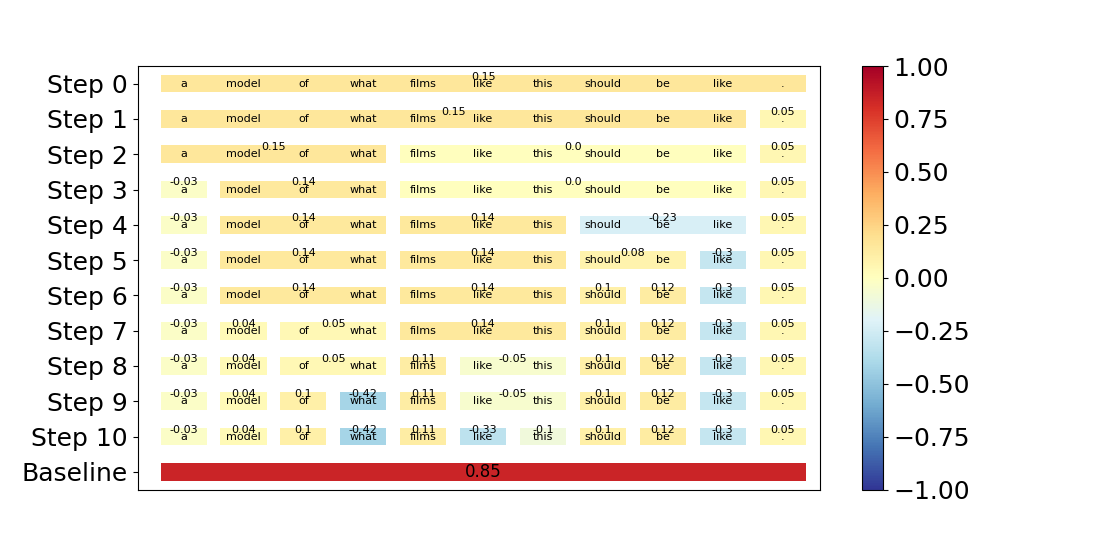 0.15
Step 0 a model of what films like this should be like .
0.15 0.05
Step 1 a model of what films like this should be like .
0.15 0.0 0.05
Step 2 a model of what films like this should be like .
-0.03 0.14 0.0 0.05
Step 3 a model of what films like this should be like .
-0.03 0.14 0.14 -0.23 0.05
Step 4 a model of what films like this should be like .
-0.03 0.14 0.14 0.08 -0.3 0.05
Step 5 a model of what films like this should be like .
-0.03 0.14 0.14 0.1 0.12 -0.3 0.05
Step 6 a model of what films like this should be like .
-0.03 0.04 0.05 0.14 0.1 0.12 -0.3 0.05
Step 7 a model of what films like this should be like .
-0.03 0.04 0.05 0.11 -0.05 0.1 0.12 -0.3 0.05
Step 8 a model of what films like this should be like .
-0.03 0.04 0.1 -0.42 0.11 -0.05 0.1 0.12 -0.3 0.05
Step 9 a model of what films like this should be like .
-0.03 0.04 0.1 -0.42 0.11 -0.33 -0.1 0.1 0.12 -0.3 0.05
Step 10 a model of what films like this should be like .
Baseline 0.85
1.00
0.75
0.50
0.25
0.00
−0.25
−0.50
−0.75
−1.00